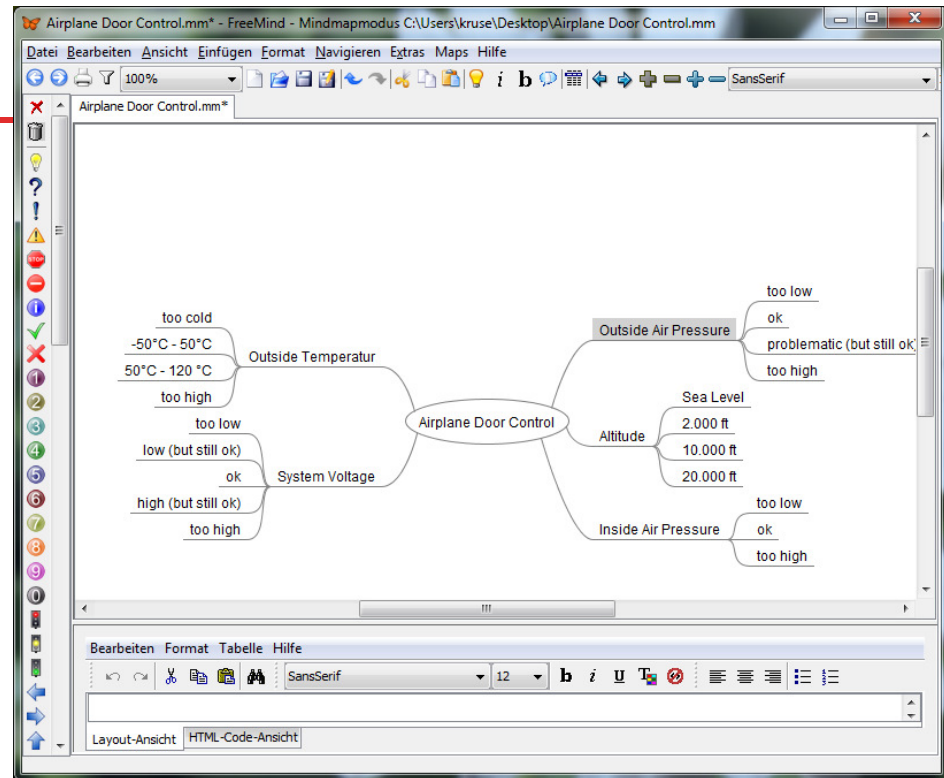 Airplane Door Control.mm* - FreeMind - Mindmapmodus C:\Users\kruse\Desktop\Airplane Door Control.mm
Datei Bearbeiten Ansicht Einfügen Format Navigieren Extras Maps Hilfe
100%
i b
SansSerif
Airplane Door Control.mm*
STOP
too cold
-50°C - 50°C
50°C - 120 °C
too high
Outside Temperatur
too low
low (but still ok)
ok
high (but still ok)
too high
System Voltage
Airplane Door Control
Outside Air Pressure
too low
ok
problematic (but still ok
too high
Altitude
Sea Level
2.000 ft
10.000 ft
20.000 ft
Inside Air Pressure
too low
ok
too high
Bearbeiten Format Tabelle Hilfe
SansSerif 12 b i U T
Layout-Ansicht HTML-Code-Ansicht